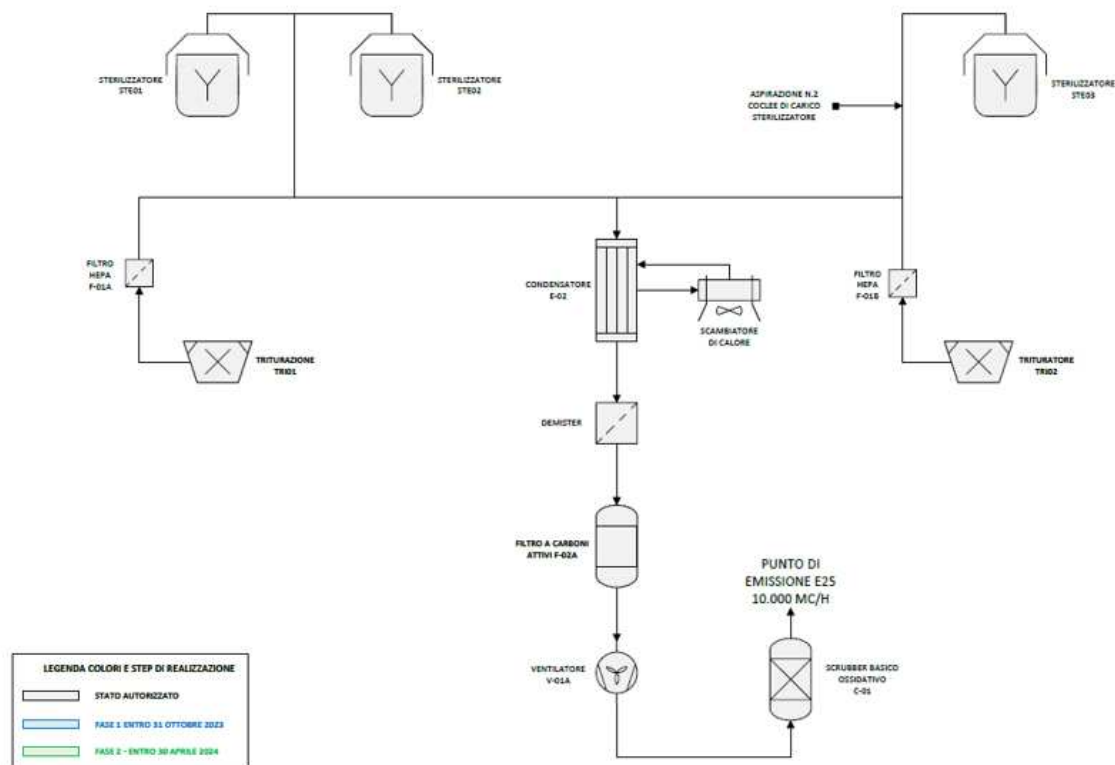 STERILIZZATORE
STE01
STERILIZZATORE
STE02
ASPIRAZIONE N.2
COCLEE DI CARICO
STERILIZZATORE
STERILIZZATORE
STE03
FILTRO
HEPA
F-01A
CONDENSATORE
E-02
SCAMBIATORE
DI CALORE
FILTRO
HEPA
F-01B
TRITURAZIONE
TRI01
TRITURATORE
TRI02
DEMISTER
FILTRO A CARBONI
ATTIVI F-02A
PUNTO DI
EMISSIONE E25
10.000 MC/H
VENTILATORE
V-01A
SCRUBBER BASICO
OSSIDATIVO
C-01
LEGENDA COLORI E STEP DI REALIZZAZIONE
STATO AUTORIZZATO
FASE 1 ENTRO 31 OTTOBRE 2023
FASE 2 - ENTRO 30 APRILE 2024